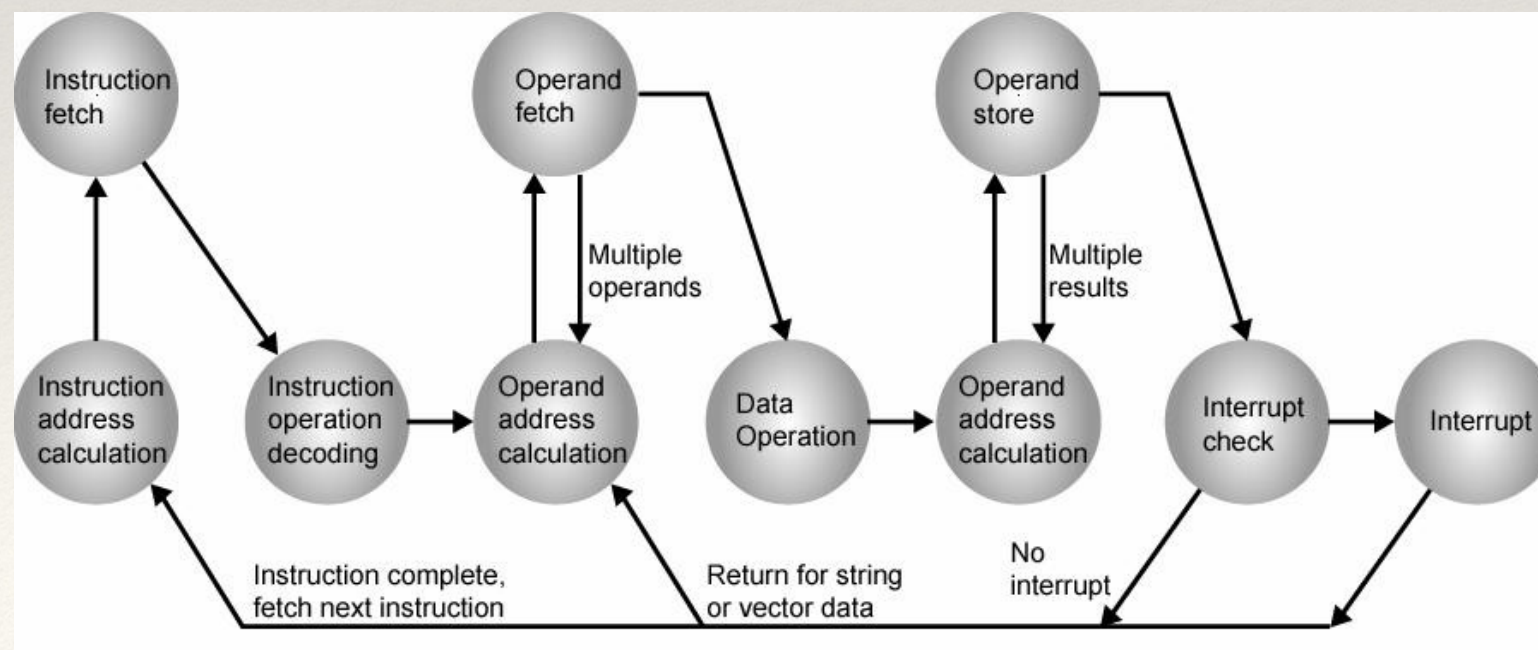 Instruction
fetch
Operand
fetch
Operand
store
Multiple
operands
Multiple
results
Instruction
address
calculation
Instruction
operation
decoding
Operand
address
calculation
Data
Operation
Operand
address
calculation
Interrupt
check
Interrupt
Instruction complete,
fetch next instruction
Return for string
or vector data
No
interrupt